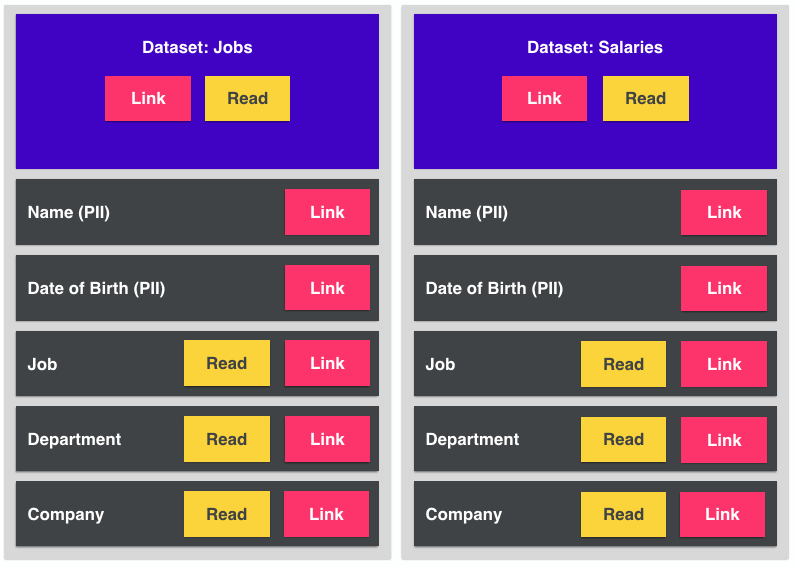 Dataset: Jobs
Link Read
Name (PII) Link
Date of Birth (PII) Link
Job Read Link
Department Read Link
Company Read Link
Dataset: Salaries
Link Read
Name (PII) Link
Date of Birth (PII) Link
Job Read Link
Department Read Link
Company Read Link